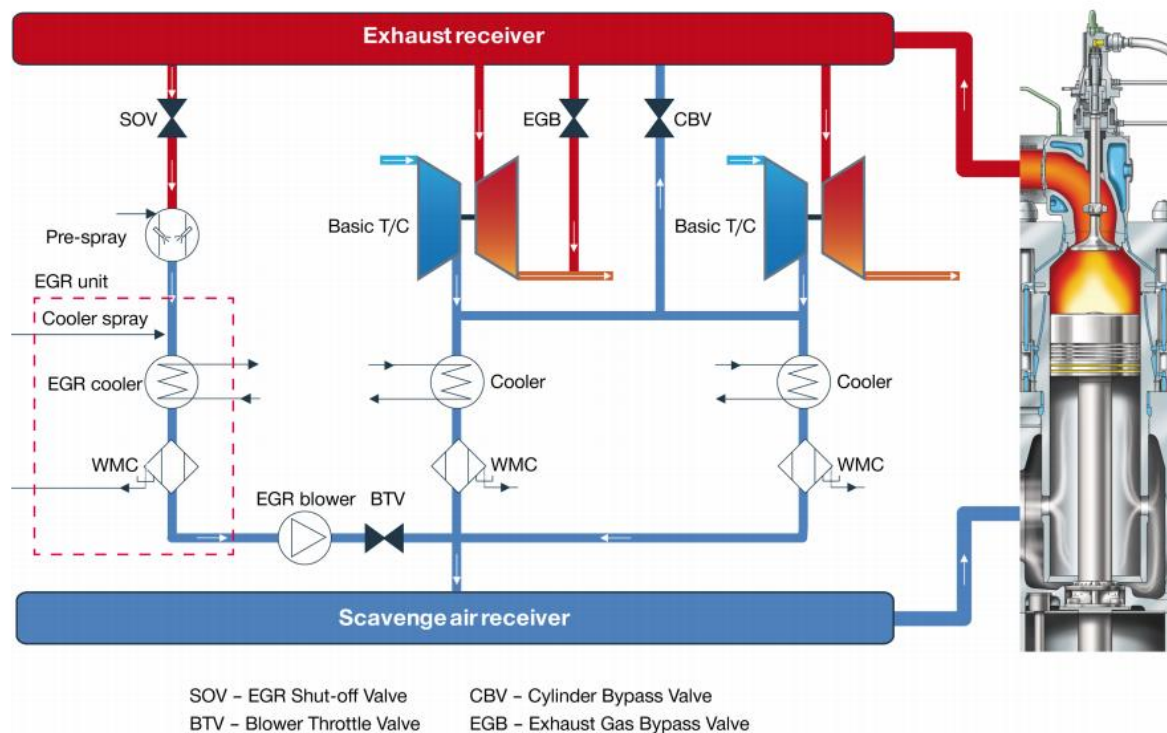 Exhaust receiver
SOV
EGB
CBV
Pre-spray
Basic T/C
Basic T/C
EGR unit
Cooler spray
EGR cooler
Cooler
Cooler
WMC
WMC
WMC
EGR blower
BTV
Scavenge air receiver
SOV – EGR Shut-off Valve
CBV – Cylinder Bypass Valve
BTV – Blower Throttle Valve
EGB – Exhaust Gas Bypass Valve